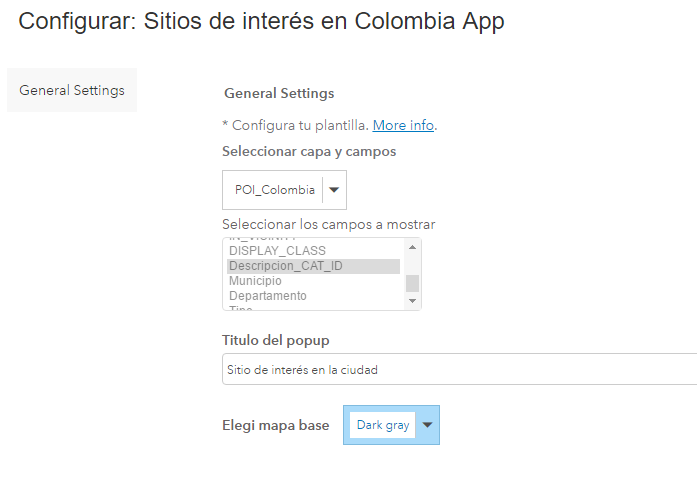 Configurar: Sitios de interés en Colombia App
General Settings
General Settings
* Configura tu plantilla. More info.
Seleccionar capa y campos
POI_Colombia
Seleccionar los campos a mostrar
DISPLAY_CLASS
Descripcion_CAT_ID
Municipio
Departamento
Titulo del popup
Sitio de interés en la ciudad
Elegi mapa base
Dark gray